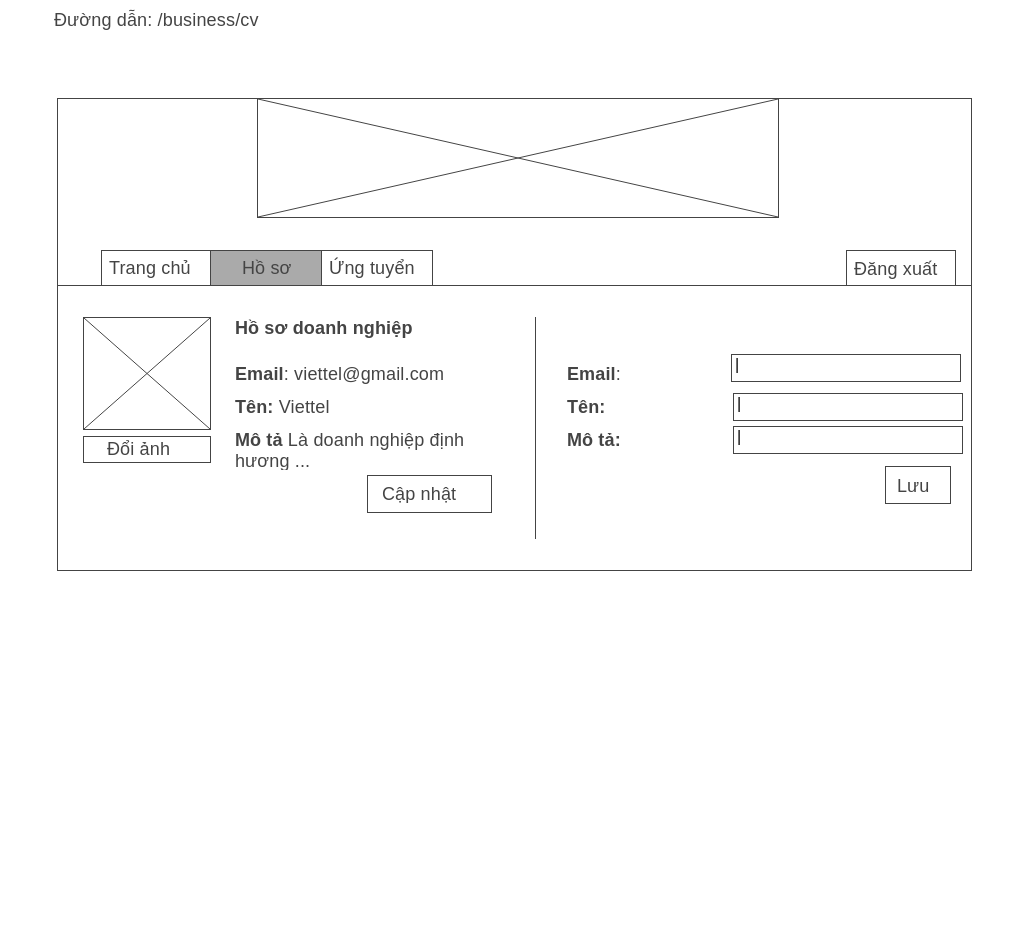 Đường dẫn: /business/cv
Trang chủ
Hồ sơ
Ứng tuyển
Đăng xuất
Hồ sơ doanh nghiệp
Email: viettel@gmail.com
Tên: Viettel
Mô tả Là doanh nghiệp định
hương ...
Đổi ảnh
Cập nhật
Email:
Tên:
Mô tả:
Lưu